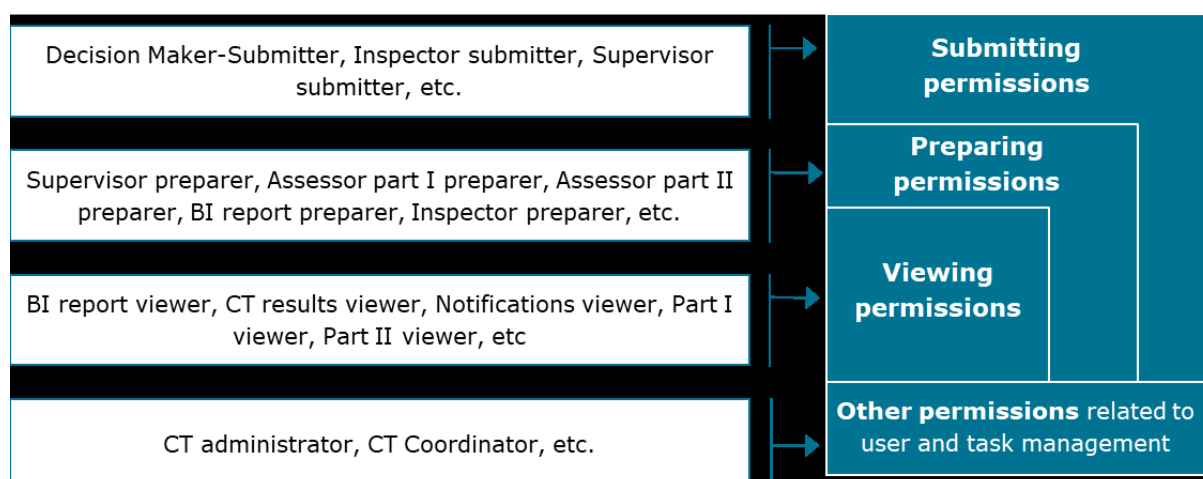 Decision Maker-Submitter, Inspector submitter, Supervisor
submitter, etc.
Submitting
permissions
Supervisor preparer, Assessor part I preparer, Assessor part II
preparer, BI report preparer, Inspector preparer, etc.
Preparing
permissions
BI report viewer, CT results viewer, Notifications viewer, Part I
viewer, Part II viewer, etc
Viewing
permissions
CT administrator, CT Coordinator, etc.
Other permissions related to
user and task management